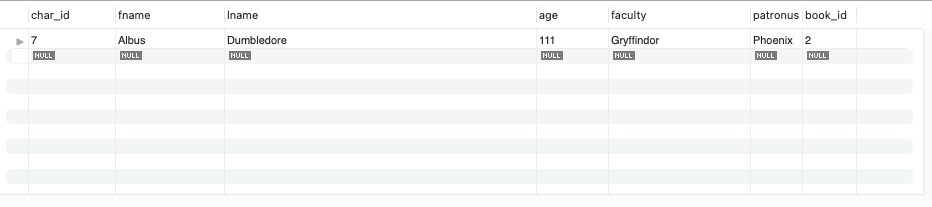 char_id fname lname age faculty patronus book_id
7 Albus Dumbledore 111 Gryffindor Phoenix 2
NULL NULL NULL NULL NULL NULL NULL